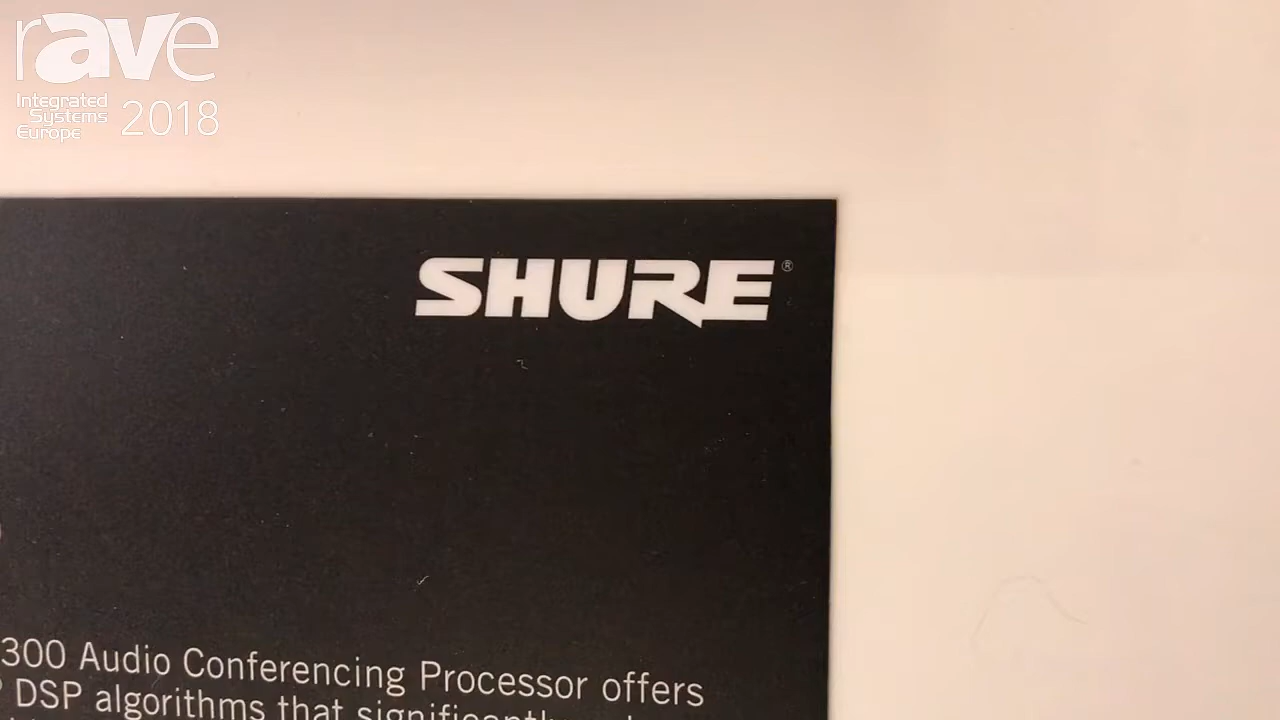 rAVe
Integrated
Systems
Europe
2018
SHURE®
300 Audio Conferencing Processor offers
DSP algorithms that